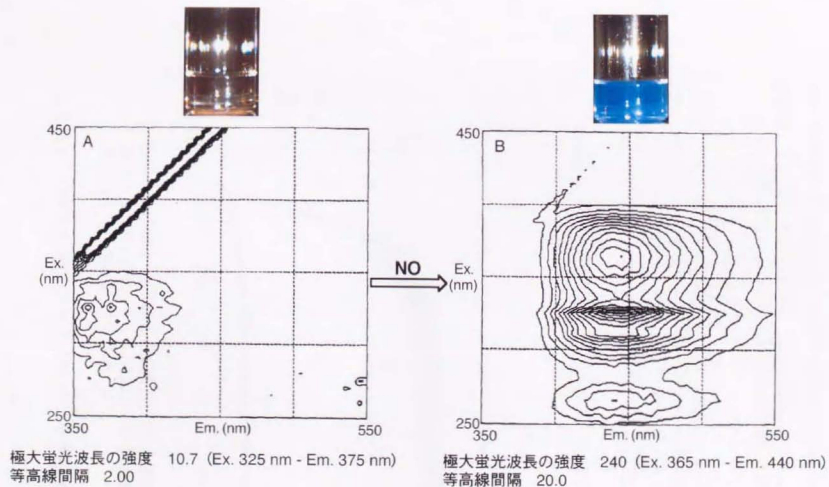 A
450
Ex.
(nm)
250
350
Em. (nm)
550
極大蛍光波長の強度 10.7 (Ex. 325 nm - Em. 375 nm)
等高線間隔 2.00
NO
B
450
Ex.
(nm)
250
350
Em. (nm)
550
極大蛍光波長の強度 240 (Ex. 365 nm - Em. 440 nm)
等高線間隔 20.0